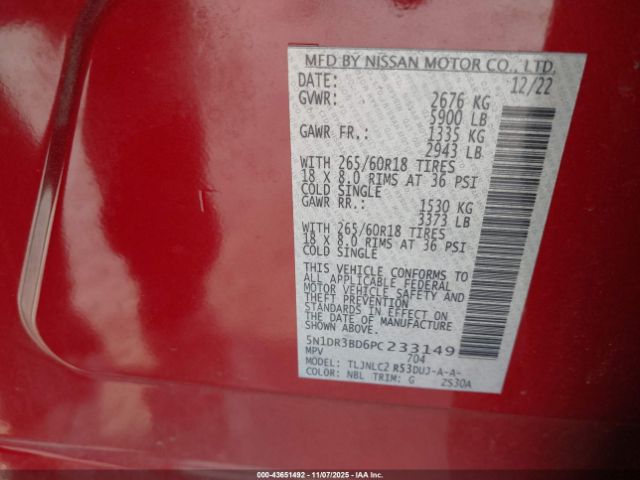 MFD BY NISSAN MOTOR CO., LTD.
DATE: 12/22
GVWR: 2676 KG
5900 LB
GAWR FR.: 1335 KG
2943 LB
WITH 265/60R18 TIRES
18 X 8.0 RIMS AT 36 PSI
COLD SINGLE
GAWR RR.: 1530 KG
3373 LB
WITH 265/60R18 TIRES
18 X 8.0 RIMS AT 36 PSI
COLD SINGLE
THIS VEHICLE CONFORMS TO
ALL APPLICABLE FEDERAL
MOTOR VEHICLE SAFETY AND
THEFT PREVENTION
STANDARDS IN EFFECT ON
THE DATE OF MANUFACTURE
SHOWN ABOVE.
5N1DR3BD6PC233149
MPV 704
MODEL: TLJNLC2 R53DUJ-A-A-
COLOR: NBL TRIM: G ZS30A
00-43651492 - 11/07/2025 - IAAI, Inc.